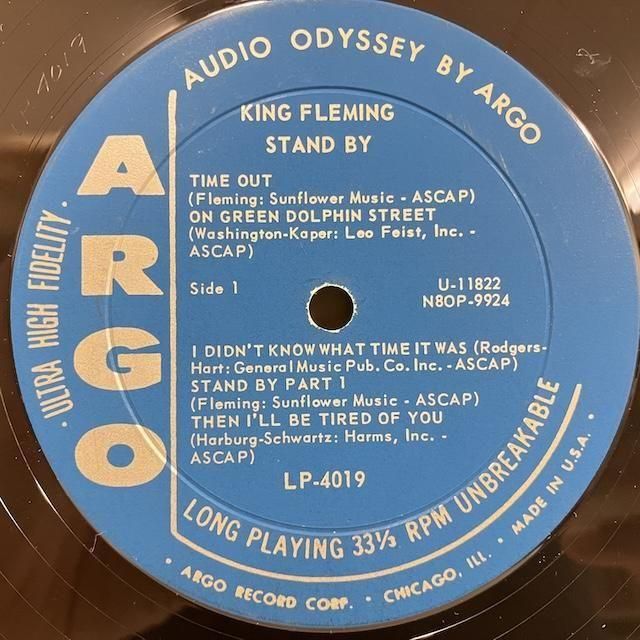 4019
AUDIO ODYSSEY BY ARGO
KING FLEMING
STAND BY
TIME OUT
(Fleming: Sunflower Music - ASCAP)
ON GREEN DOLPHIN STREET
(Washington-Kaper: Leo Feist, Inc. -
ASCAP)
Side 1
U-11822
N8OP-9924
I DIDN'T KNOW WHAT TIME IT WAS (Rodgers-
Hart: General Music Pub. Co. Inc. - ASCAP)
STAND BY PART 1
(Fleming: Sunflower Music - ASCAP)
THEN I'LL BE TIRED OF YOU
(Harburg-Schwartz: Harms, Inc. -
ASCAP)
LP-4019
ARGO
· ULTRA HIGH FIDELITY ·
LONG PLAYING 33⅓ RPM UNBREAKABLE
· ARGO RECORD CORP. · CHICAGO, ILL. · MADE IN U.S.A. ·